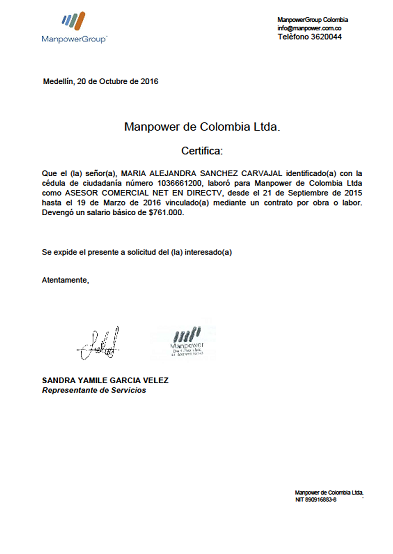 ManpowerGroup
ManpowerGroup Colombia
info@manpower.com.co
Teléfono 3620044
Medellín, 20 de Octubre de 2016
Manpower de Colombia Ltda.
Certifica:
Que el (la) señor(a), MARIA ALEJANDRA SANCHEZ CARVAJAL identificado(a) con la
cédula de ciudadanía número 1036661200, laboró para Manpower de Colombia Ltda
como ASESOR COMERCIAL NET EN DIRECTV, desde el 21 de Septiembre de 2015
hasta el 19 de Marzo de 2016 vinculado(a) mediante un contrato por obra o labor.
Devengó un salario básico de $761.000.
Se expide el presente a solicitud del (la) interesado(a)
Atentamente,
Manpower
SANDRA YAMILE GARCIA VELEZ
Representante de Servicios
Manpower de Colombia Ltda.
NIT 890916883-6